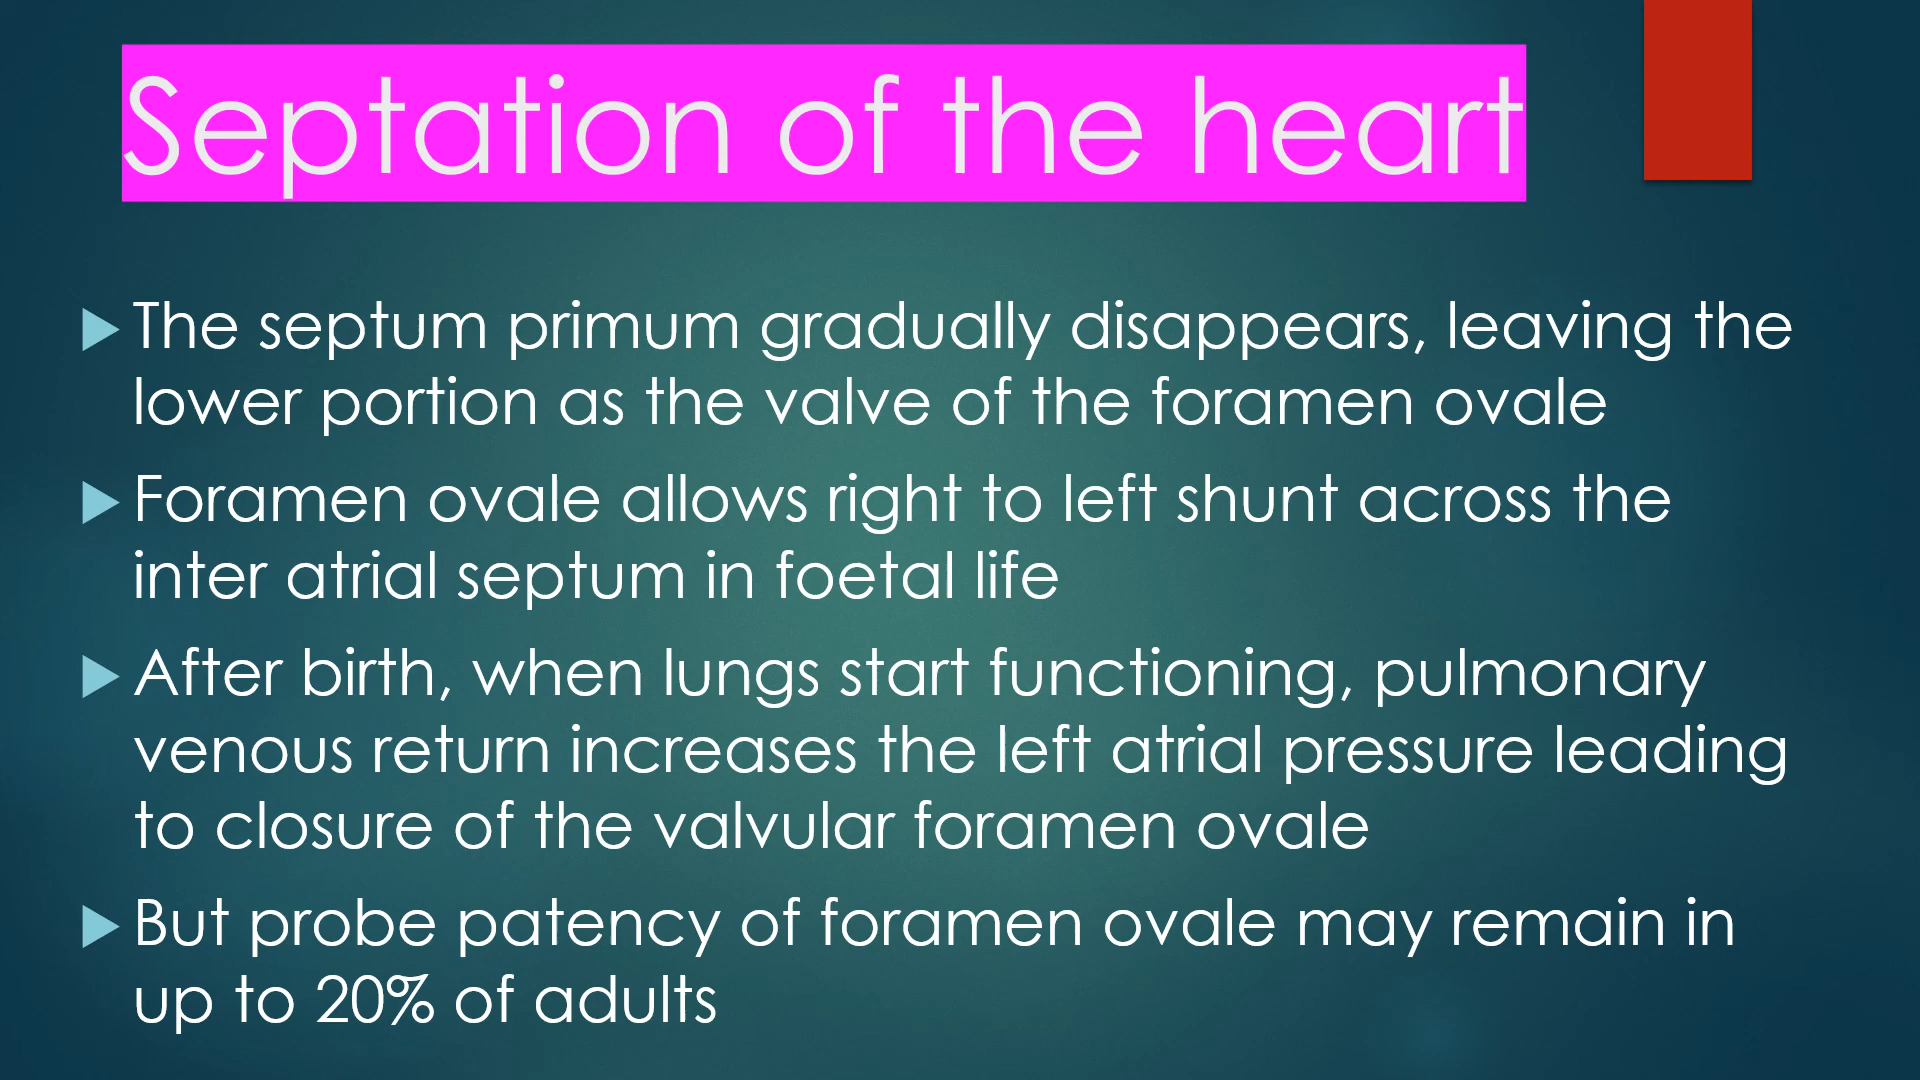 Septation of the heart
The septum primum gradually disappears, leaving the
lower portion as the valve of the foramen ovale
Foramen ovale allows right to left shunt across the
inter atrial septum in foetal life
After birth, when lungs start functioning, pulmonary
venous return increases the left atrial pressure leading
to closure of the valvular foramen ovale
But probe patency of foramen ovale may remain in
up to 20% of adults